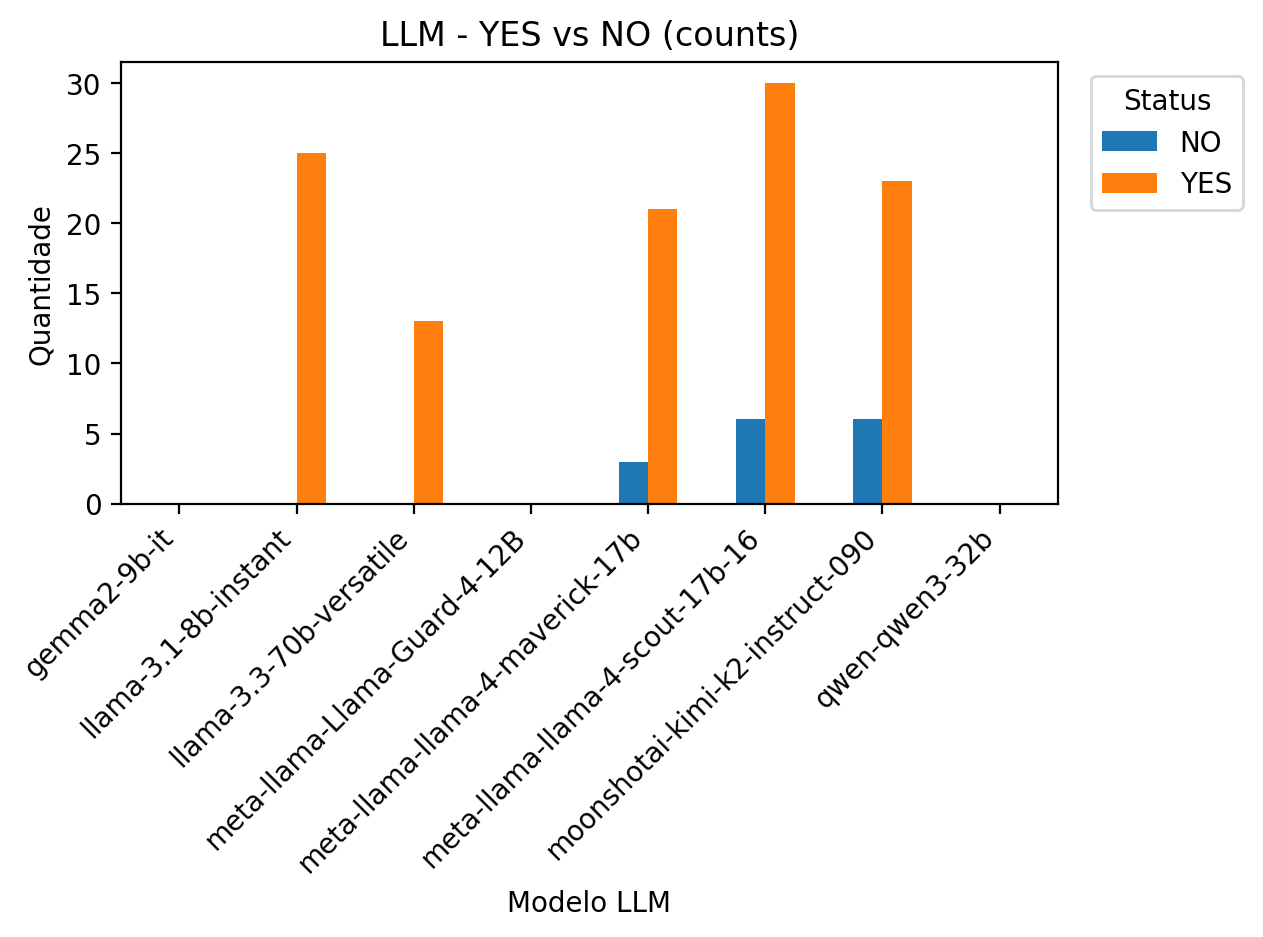 LLM - YES vs NO (counts)
Status
NO
YES
Quantidade
30
25
20
15
10
5
0
gemma2-9b-it
llama-3.1-8b-instant
llama-3.3-70b-versatile
meta-llama-Llama-Guard-4-12B
meta-llama-llama-4-maverick-17b
meta-llama-llama-4-scout-17b-16
moonshotai-kimi-k2-instruct-090
qwen-qwen3-32b
Modelo LLM